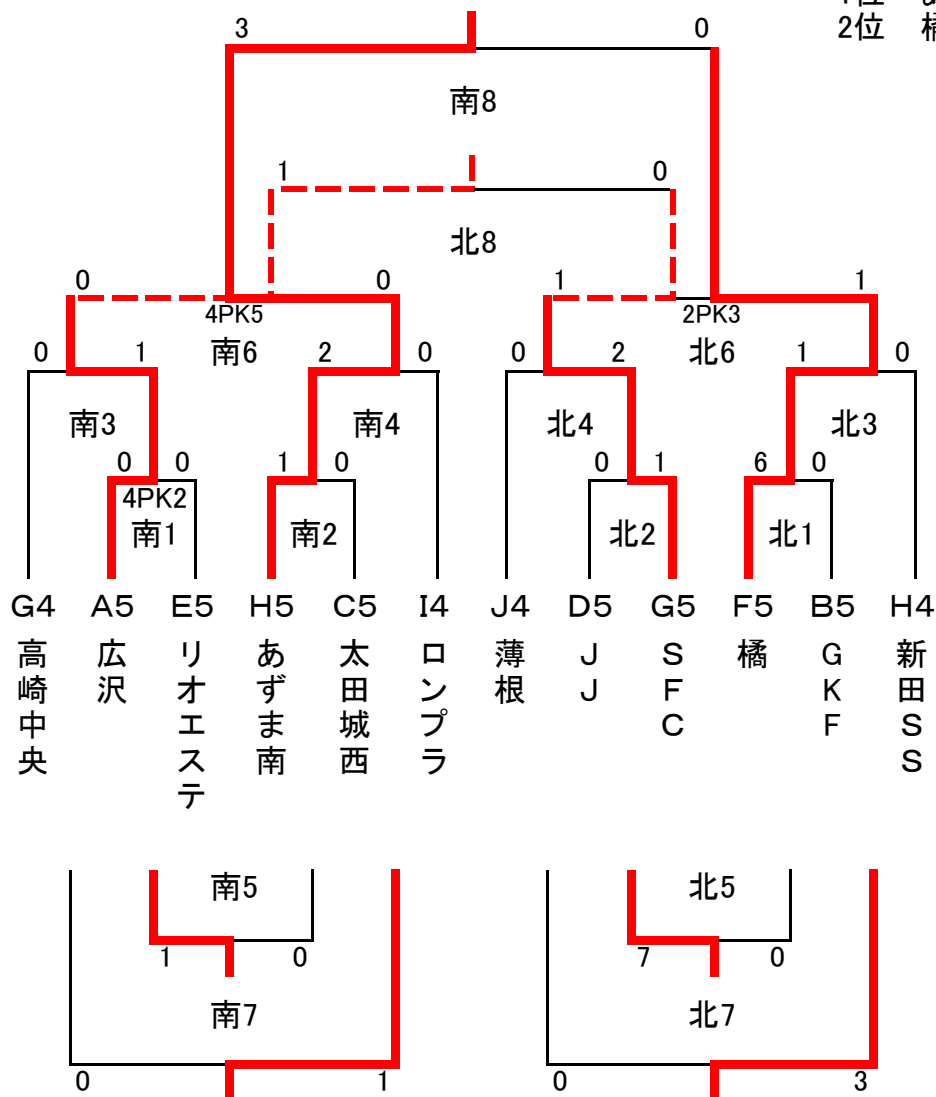 3 0
2位
南8
1 0
北8
0 0 1 1
4PK5 2PK3
南6 北6
0 1 2 0 0 2 1 0
南3 南4 北4 北3
0 0 1 0 0 1 6 0
4PK2
南1 南2 北2 北1
G4 A5 E5 H5 C5 I4 J4 D5 G5 F5 B5 H4
高崎中央
広沢
リオエステ
あずま南
太田城西
ロンプラ
薄根
JJ
SFC
橘
GKF
新田SS
南5 北5
1 0 7 0
南7 北7
0 1 0 3